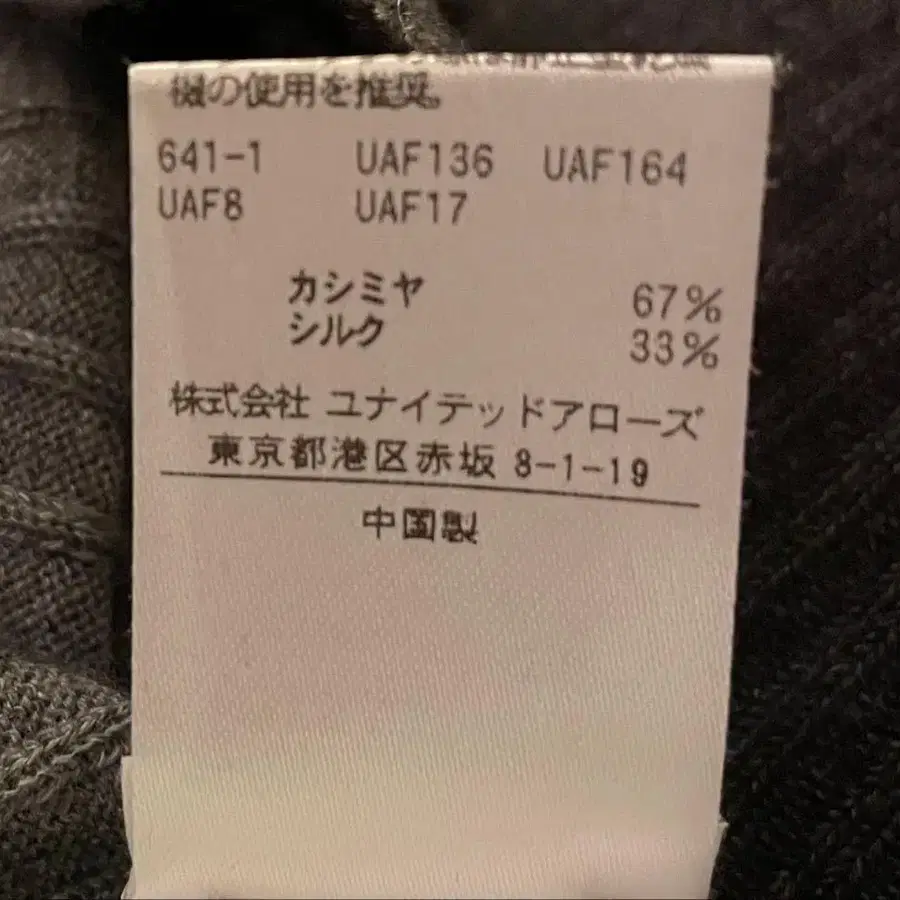 機の使用を推奨。
641-1 UAF136 UAF164
UAF8 UAF17
カシミヤ 67%
シルク 33%
株式会社 ユナイテッドアローズ
東京都港区赤坂 8-1-19
中国製